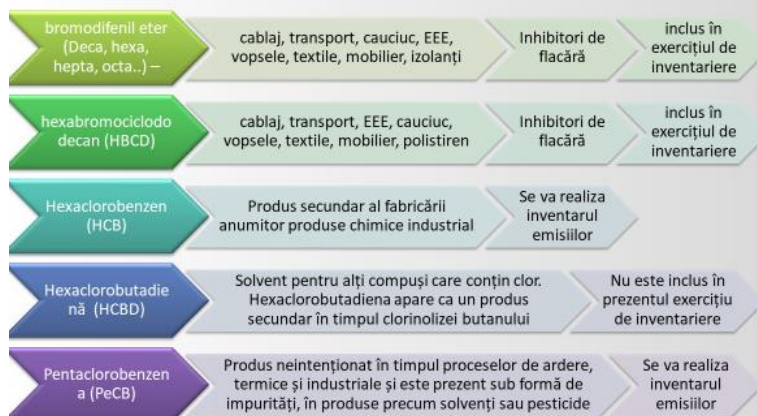 bromodifenil eter
(Deca, hexa,
hepta, octa..) –
cablaj, transport, cauciuc, EEE,
vopsele, textile, mobilier, izolanți
Inhibitori de
flacără
inclus în
exercițiul de
inventariere
hexabromociclodo
decan (HBCD)
cablaj, transport, EEE, cauciuc,
vopsele, textile, mobilier, polistiren
Inhibitori de
flacără
inclus în
exercițiul de
inventariere
Hexaclorobenzen
(HCB)
Produs secundar al fabricării
anumitor produse chimice industrial
Se va realiza
inventarul
emisiilor
Hexaclorobutadie
nă (HCBD)
Solvent pentru alți compuși care conțin clor.
Hexaclorobutadiena apare ca un produs
secundar în timpul clorinolizei butanului
Nu este inclus în
prezentul exercițiu
de inventariere
Pentaclorobenzen
a (PeCB)
Produs neintenționat în timpul proceselor de ardere,
termice și industriale și este prezent sub formă de
impurități, în produse precum solvenți sau pesticide
Se va realiza
inventarul
emisiilor